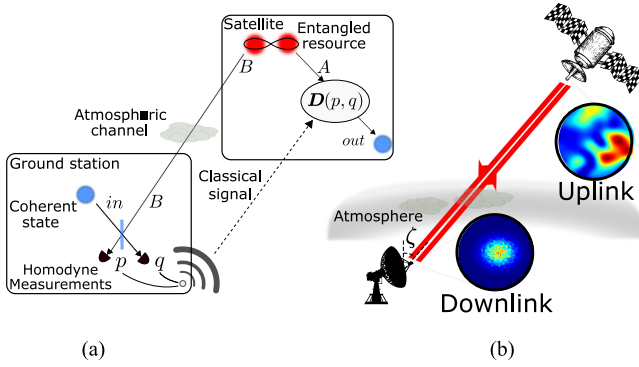 Satellite
Entangled
resource
B
A
D(p, q)
Atmospheric
channel
out
Ground station
Classical
signal
Coherent
state
in
B
p
q
Homodyne
Measurements
(a)
Uplink
Atmosphere
ζ
Downlink
(b)